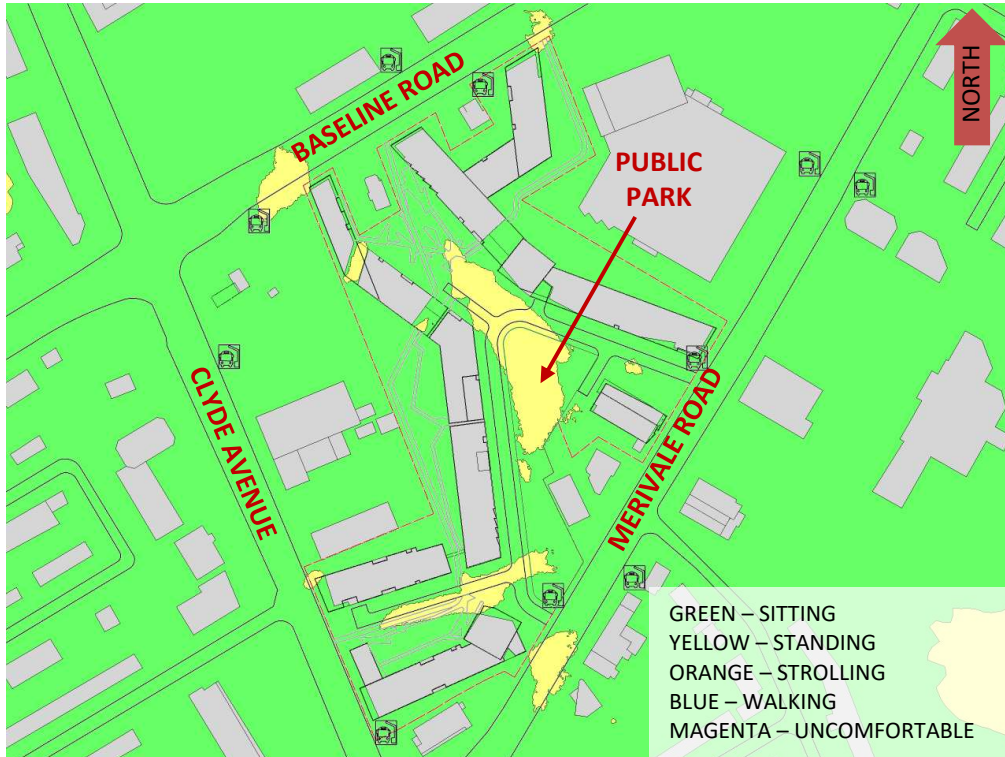 NORTH
BASELINE ROAD
PUBLIC
PARK
CLYDE AVENUE
MERIVALE ROAD
GREEN – SITTING
YELLOW – STANDING
ORANGE – STROLLING
BLUE – WALKING
MAGENTA – UNCOMFORTABLE